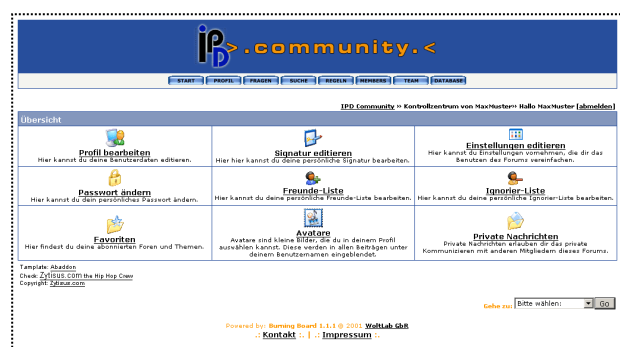 IPD >.community.<
START PROFIL FRAGEN SUCHE REGELN MEMBERS TEAM DATABASE
IPD Community >> Kontrollzentrum von MaxMuster>> Hallo MaxMuster [abmelden]
Übersicht
Profil bearbeiten
Hier kannst du deine Benutzerdaten editieren.
Signatur editieren
Hier hier kannst du deine persönliche Signatur bearbeiten.
Einstellungen editieren
Hier kannst du Einstellungen vornehmen, die dir das
Benutzen des Forums vereinfachen.
Passwort ändern
Hier kannst du dein persönliches Passwort ändern.
Freunde-Liste
Hier kannst du deine persönliche Freunde-Liste bearbeiten.
Ignorier-Liste
Hier kannst du deine persönliche Ignorier-Liste bearbeiten.
Favoriten
Hier findest du deine abonnierten Foren und Themen.
Avatare
Avatare sind kleine Bilder, die du in deinem Profil
auswählen kannst. Diese werden in allen Beiträgen unter
deinem Benutzernamen eingeblendet.
Private Nachrichten
Private Nachrichten erlauben dir das private
Kommunizieren mit anderen Mitgliedern dieses Forums.
Tamplate: Abaddon
Check: Zytisus.com the Hip Hop Crew
Copyright: Zytisus.com
Gehe zu: Bitte wählen: Go
Powered by: Burning Board 1.1.1 © 2001 WoltLab GbR
.: Kontakt :. | .: Impressum :.